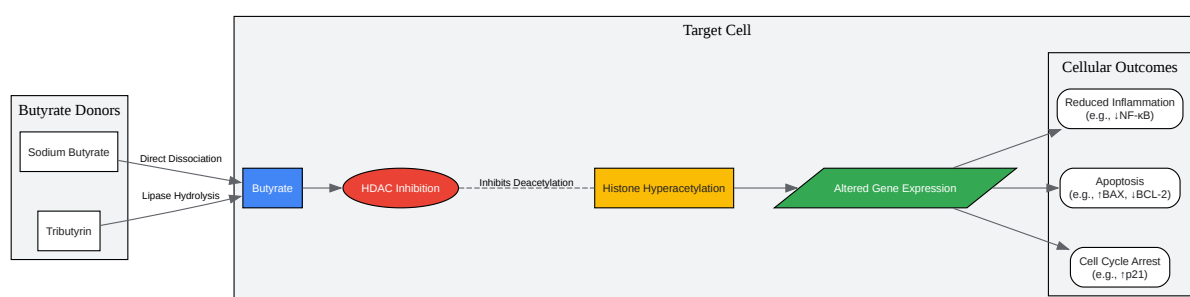 Target Cell
Butyrate Donors
Sodium Butyrate
Tributyrin
Direct Dissociation
Lipase Hydrolysis
Butyrate
HDAC Inhibition
Inhibits Deacetylation
Histone Hyperacetylation
Altered Gene Expression
Cellular Outcomes
Reduced Inflammation
(e.g., ↓NF-κB)
Apoptosis
(e.g., ↑BAX, ↓BCL-2)
Cell Cycle Arrest
(e.g., ↑p21)